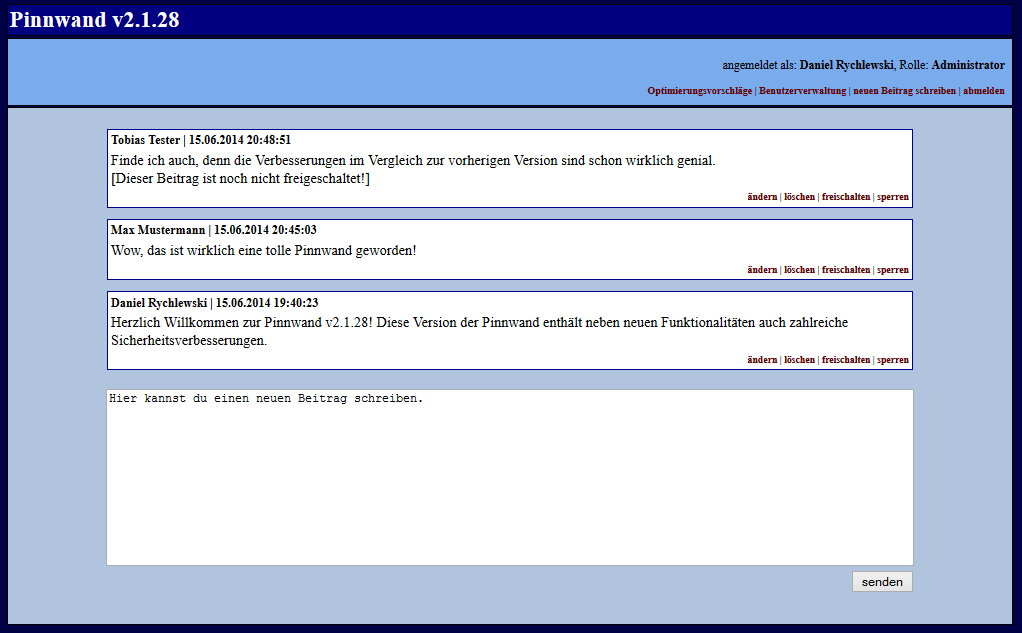 Pinnwand v2.1.28
angemeldet als: Daniel Rychlewski, Rolle: Administrator
Optimierungsvorschläge | Benutzerverwaltung | neuen Beitrag schreiben | abmelden
Tobias Tester | 15.06.2014 20:48:51
Finde ich auch, denn die Verbesserungen im Vergleich zur vorherigen Version sind schon wirklich genial.
[Dieser Beitrag ist noch nicht freigeschaltet!]
ändern | löschen | freischalten | sperren
Max Mustermann | 15.06.2014 20:45:03
Wow, das ist wirklich eine tolle Pinnwand geworden!
ändern | löschen | freischalten | sperren
Daniel Rychlewski | 15.06.2014 19:40:23
Herzlich Willkommen zur Pinnwand v2.1.28! Diese Version der Pinnwand enthält neben neuen Funktionalitäten auch zahlreiche
Sicherheitsverbesserungen.
ändern | löschen | freischalten | sperren
Hier kannst du einen neuen Beitrag schreiben.
senden